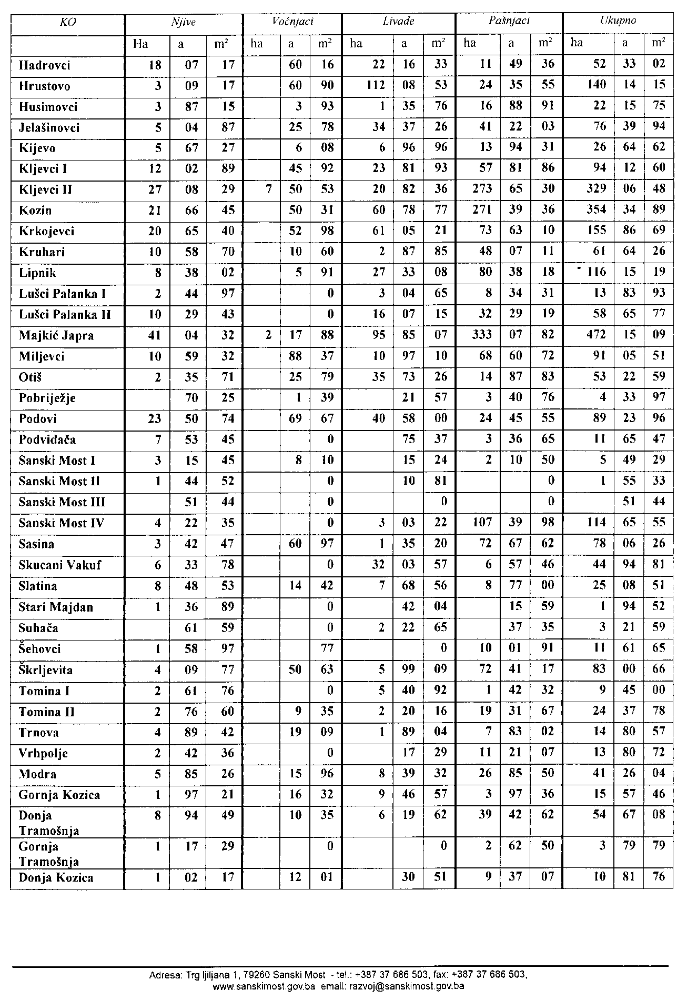 KO Njive Voćnjaci Livade Pašnjaci Ukupno
Ha a m² ha a m² ha a m² ha a m² ha a m²
Hadrovci 18 07 17 60 16 22 16 33 11 49 36 52 33 02
Hrustovo 3 09 17 60 90 112 08 53 24 35 55 140 14 15
Husimovci 3 87 15 3 93 1 35 76 16 88 91 22 15 75
Jelašinovci 5 04 87 25 78 34 37 26 41 22 03 76 39 94
Kijevo 5 67 27 6 08 6 96 96 13 94 31 26 64 62
Kljevci I 12 02 89 45 92 23 81 93 57 81 86 94 12 60
Kljevci II 27 08 29 7 50 53 20 82 36 273 65 30 329 06 48
Kozin 21 66 45 50 31 60 78 77 271 39 36 354 34 89
Krkojevci 20 65 40 52 98 61 05 21 73 63 10 155 86 69
Kruhari 10 58 70 10 60 2 87 85 48 07 11 61 64 26
Lipnik 8 38 02 5 91 27 33 08 80 38 18 116 15 19
Lušci Palanka I 2 44 97 0 3 04 65 8 34 31 13 83 93
Lušci Palanka II 10 29 43 0 16 07 15 32 29 19 58 65 77
Majkić Japra 41 04 32 2 17 88 95 85 07 333 07 82 472 15 09
Miljevci 10 59 32 88 37 10 97 10 68 60 72 91 05 51
Otiš 2 35 71 25 79 35 73 26 14 87 83 53 22 59
Pobriježje 70 25 1 39 21 57 3 40 76 4 33 97
Podovi 23 50 74 69 67 40 58 00 24 45 55 89 23 96
Podvidača 7 53 45 0 75 37 3 36 65 11 65 47
Sanski Most I 3 15 45 8 10 15 24 2 10 50 5 49 29
Sanski Most II 1 44 52 0 10 81 0 1 55 33
Sanski Most III 51 44 0 0 0 51 44
Sanski Most IV 4 22 35 0 3 03 22 107 39 98 114 65 55
Sasina 3 42 47 60 97 1 35 20 72 67 62 78 06 26
Skucani Vakuf 6 33 78 0 32 03 57 6 57 46 44 94 81
Slatina 8 48 53 14 42 7 68 56 8 77 00 25 08 51
Stari Majdan 1 36 89 0 42 04 15 59 1 94 52
Suhača 61 59 0 2 22 65 37 35 3 21 59
Šehovci 1 58 97 77 0 10 01 91 11 61 65
Škrljevita 4 09 77 50 63 5 99 09 72 41 17 83 00 66
Tomina I 2 61 76 0 5 40 92 1 42 32 9 45 00
Tomina II 2 76 60 9 35 2 20 16 19 31 67 24 37 78
Trnova 4 89 42 19 09 1 89 04 7 83 02 14 80 57
Vrhpolje 2 42 36 0 17 29 11 21 07 13 80 72
Modra 5 85 26 15 96 8 39 32 26 85 50 41 26 04
Gornja Kozica 1 97 21 16 32 9 46 57 3 97 36 15 57 46
Donja 8 94 49 10 35 6 19 62 39 42 62 54 67 08
Tramošnja
Gornja 1 17 29 0 0 2 62 50 3 79 79
Tramošnja
Donja Kozica 1 02 17 12 01 30 51 9 37 07 10 81 76
Adresa: Trg ljiljana 1, 79260 Sanski Most - tel.: +387 37 686 503, fax: +387 37 686 503,
www.sanskimost.gov.ba email: razvoj@sanskimost.gov.ba